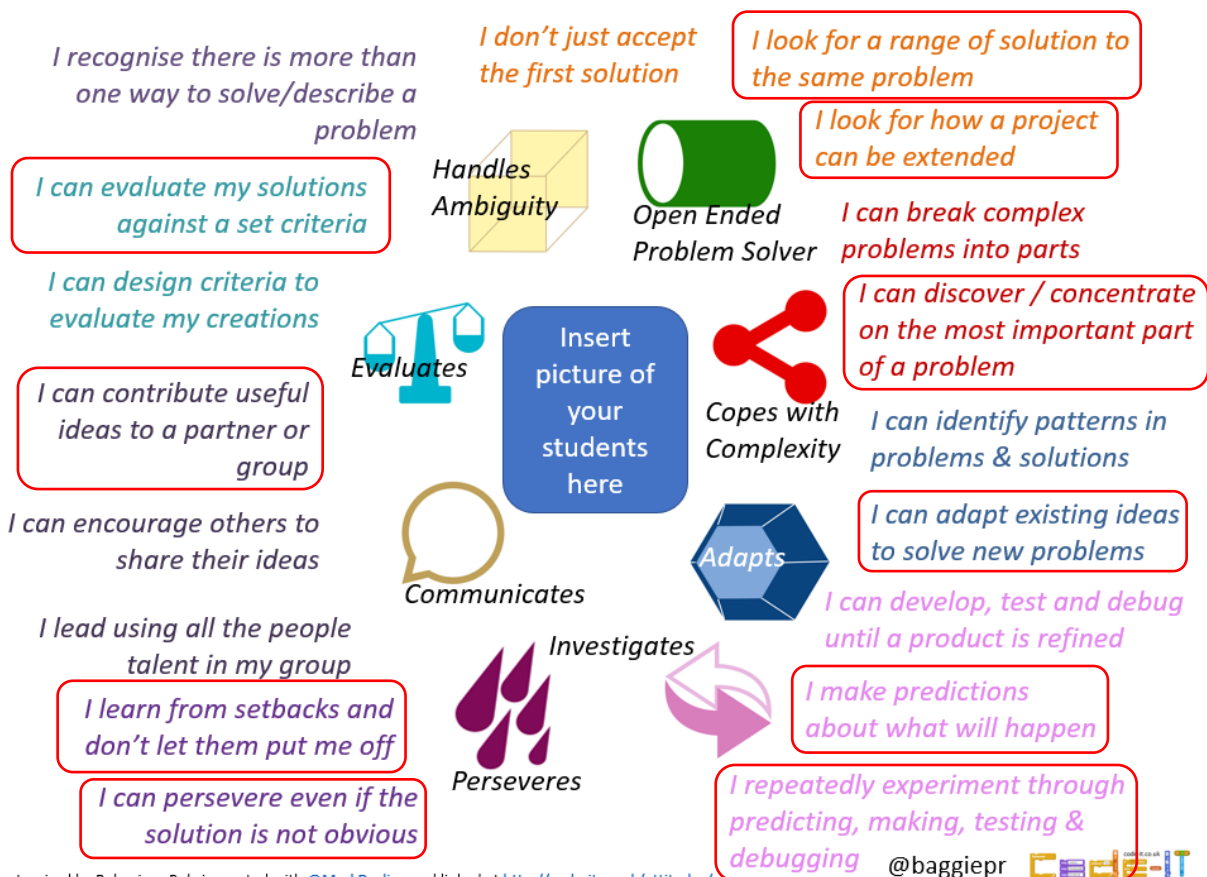 I recognise there is more than
one way to solve/describe a
problem
I don't just accept
the first solution
I look for a range of solution to
the same problem
I look for how a project
can be extended
Handles
Ambiguity
Open Ended
Problem Solver
I can evaluate my solutions
against a set criteria
I can break complex
problems into parts
I can design criteria to
evaluate my creations
I can discover / concentrate
on the most important part
of a problem
Evaluates
Insert
picture of
your
students
here
Copes with
Complexity
I can contribute useful
ideas to a partner or
group
I can identify patterns in
problems & solutions
I can encourage others to
share their ideas
I can adapt existing ideas
to solve new problems
Adapts
Communicates
I can develop, test and debug
until a product is refined
I lead using all the people
talent in my group
Investigates
I make predictions
about what will happen
I learn from setbacks and
don't let them put me off
Perseveres
I can persevere even if the
solution is not obvious
I repeatedly experiment through
predicting, making, testing &
debugging
@baggiepr
code-it.co.uk
Code-IT